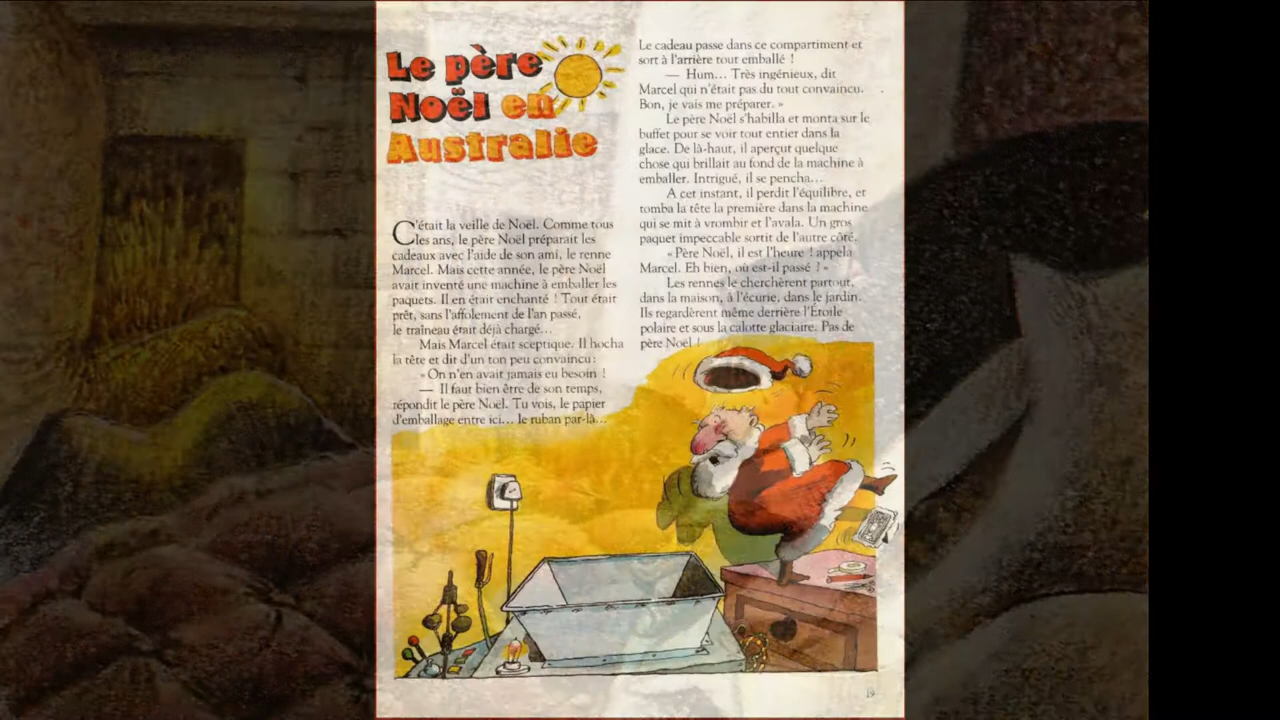 Le père
Noël en
Australie
C'était la veille de Noël. Comme tous
les ans, le père Noël préparait les
cadeaux avec l'aide de son ami, le renne
Marcel. Mais cette année, le père Noël
avait inventé une machine à emballer les
paquets. Il en était enchanté ! Tout était
prêt, sans l'affolement de l'an passé,
le traîneau était déjà chargé...
Mais Marcel était sceptique. Il hocha
la tête et dit d'un ton peu convaincu :
« On n'en avait jamais eu besoin !
— Il faut bien être de son temps,
répondit le père Noël. Tu vois, le papier
d'emballage entre ici... le ruban par-là...
Le cadeau passe dans ce compartiment et
sort à l'arrière tout emballé !
— Hum... Très ingénieux, dit
Marcel qui n'était pas du tout convaincu.
Bon, je vais me préparer. »
Le père Noël s'habilla et monta sur le
buffet pour se voir tout entier dans la
glace. De là-haut, il aperçut quelque
chose qui brillait au fond de la machine à
emballer. Intrigué, il se pencha...
A cet instant, il perdit l'équilibre, et
tomba la tête la première dans la machine
qui se mit à vrombir et l'avala. Un gros
paquet impeccable sortit de l'autre côté.
« Père Noël, il est l'heure ! appela
Marcel. Eh bien, où est-il passé ? »
Les rennes le cherchèrent partout,
dans la maison, à l'écurie, dans le jardin.
Ils regardèrent même derrière l'Étoile
polaire et sous la calotte glaciaire. Pas de
père Noël !
19